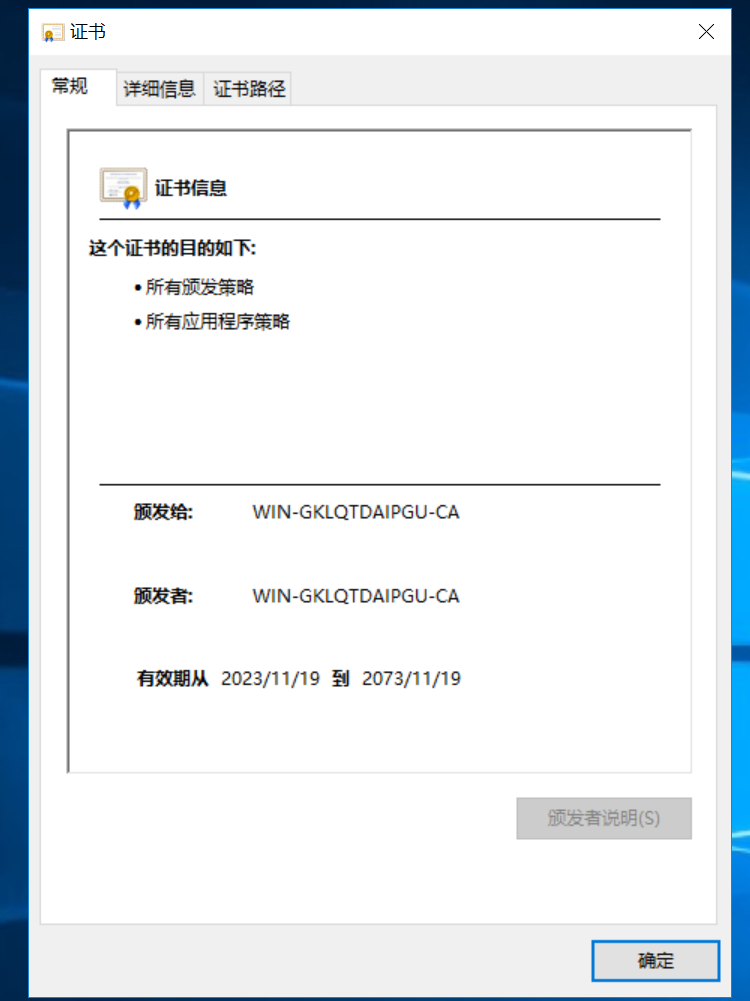 证书
常规
详细信息
证书路径
证书信息
这个证书的目的如下:
• 所有颁发策略
• 所有应用程序策略
颁发给: WIN-GKLQTDAIPGU-CA
颁发者: WIN-GKLQTDAIPGU-CA
有效期从 2023/11/19 到 2073/11/19
颁发者说明(S)
确定